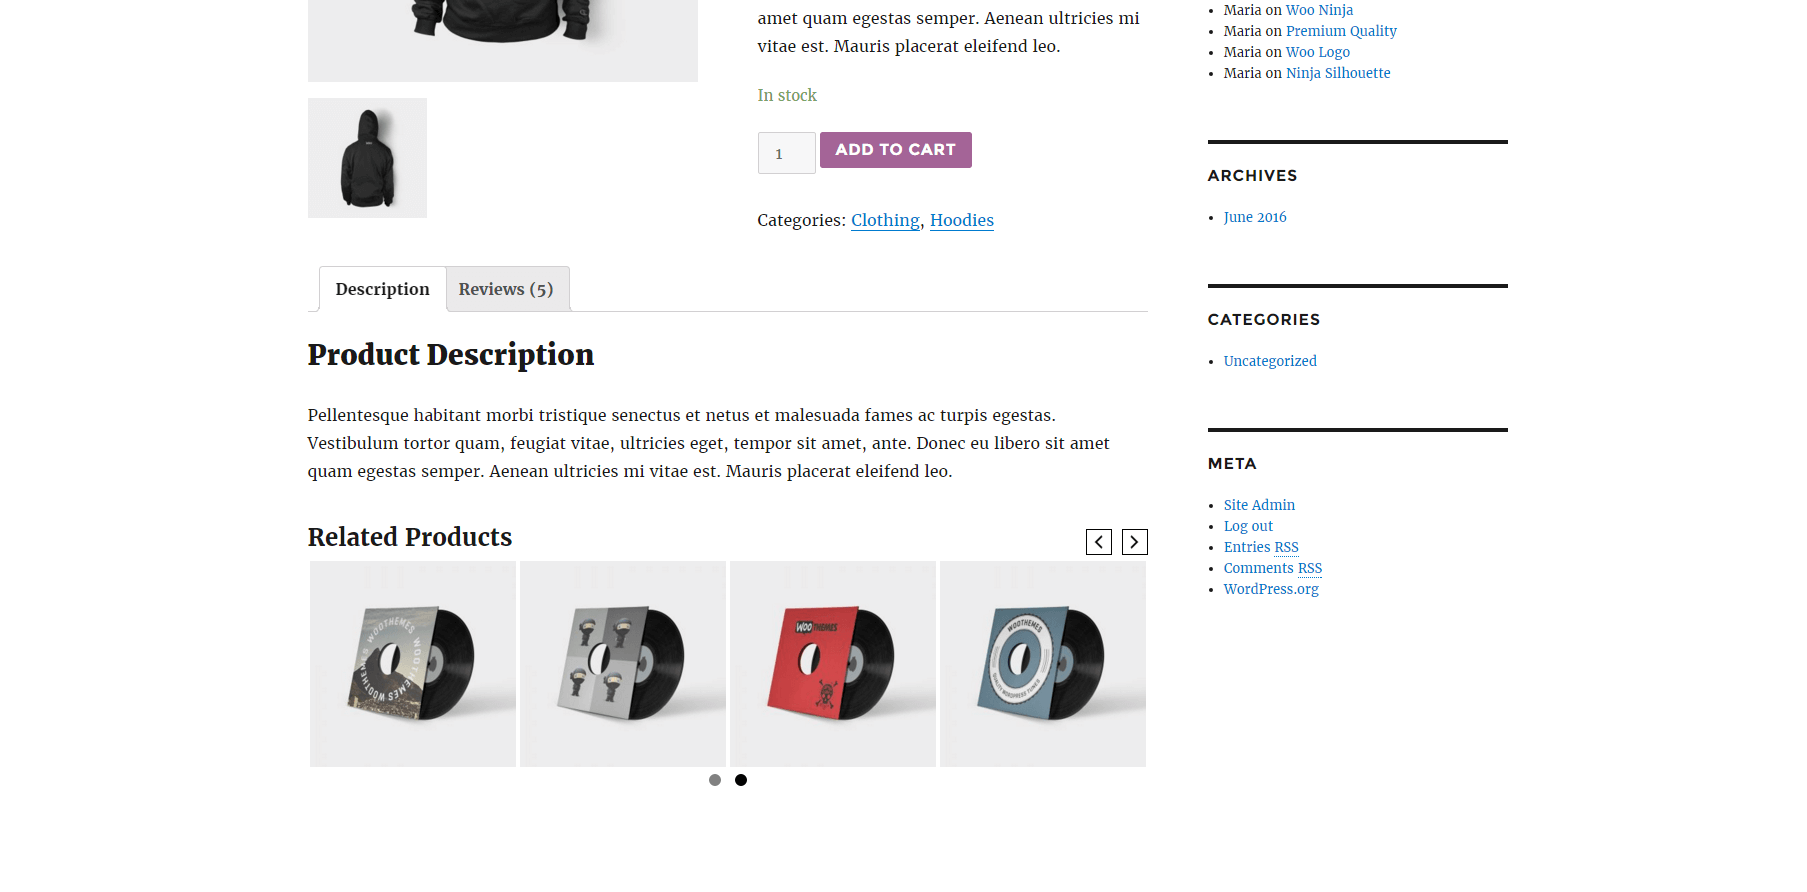 amet quam egestas semper. Aenean ultricies mi
vitae est. Mauris placerat eleifend leo.
In stock
1
ADD TO CART
Categories: Clothing, Hoodies
Description
Reviews (5)
Product Description
Pellentesque habitant morbi tristique senectus et netus et malesuada fames ac turpis egestas.
Vestibulum tortor quam, feugiat vitae, ultricies eget, tempor sit amet, ante. Donec eu libero sit amet
quam egestas semper. Aenean ultricies mi vitae est. Mauris placerat eleifend leo.
Related Products
WOOTHEMES WOOTHEMES WOOTHEMES
WOOTHEMES
WOOTHEMES
QUALITY WORDPRESS TUNES
Maria on Woo Ninja
Maria on Premium Quality
Maria on Woo Logo
Maria on Ninja Silhouette
ARCHIVES
June 2016
CATEGORIES
Uncategorized
META
Site Admin
Log out
Entries RSS
Comments RSS
WordPress.org